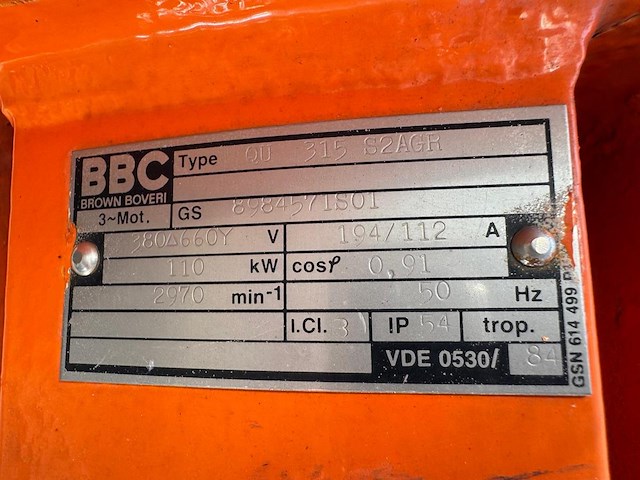 BBC
BROWN BOVERI
Type QU 315 S2AGR
3~Mot. GS 8984571S01
380Δ660Y V 194/112 A
110 kW cosφ 0,91
2970 min-1 50 Hz
I.Cl. IP 54 trop.
VDE 0530/ 84
GSN 614 499